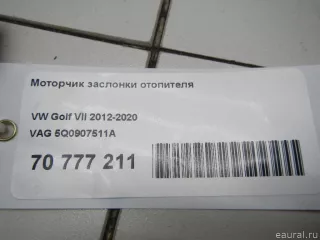 Моторчик заслонки отопителя
VW Golf VII 2012-2020
VAG 5Q0907511A
70 777 211
eaural.ru